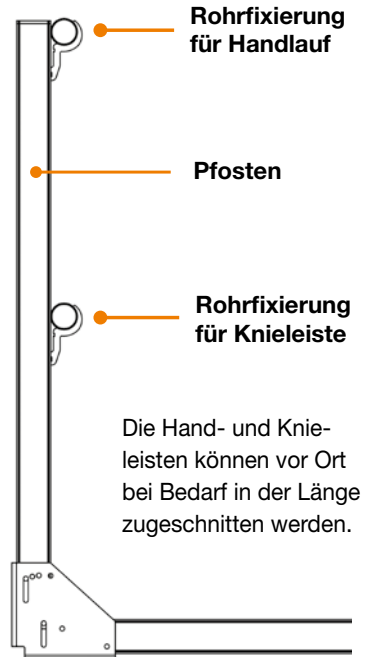 Rohrfixierung
für Handlauf
Pfosten
Rohrfixierung
für Knieleiste
Die Hand- und Knie-
leisten können vor Ort
bei Bedarf in der Länge
zugeschnitten werden.